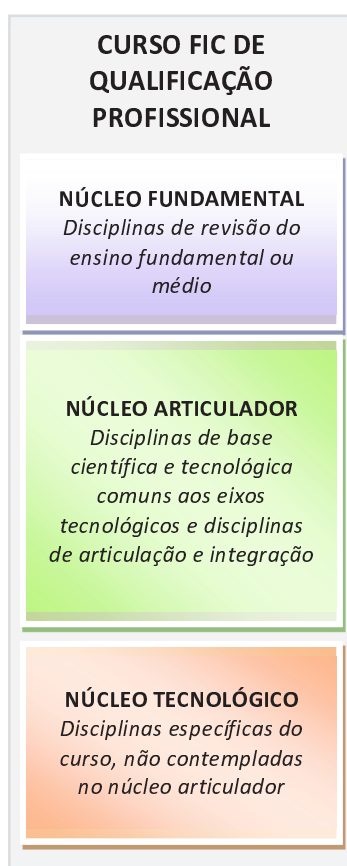 CURSO FIC DE
QUALIFICAÇÃO
PROFISSIONAL
NÚCLEO FUNDAMENTAL
Disciplinas de revisão do
ensino fundamental ou
médio
NÚCLEO ARTICULADOR
Disciplinas de base
científica e tecnológica
comuns aos eixos
tecnológicos e disciplinas
de articulação e integração
NÚCLEO TECNOLÓGICO
Disciplinas específicas do
curso, não contempladas
no núcleo articulador